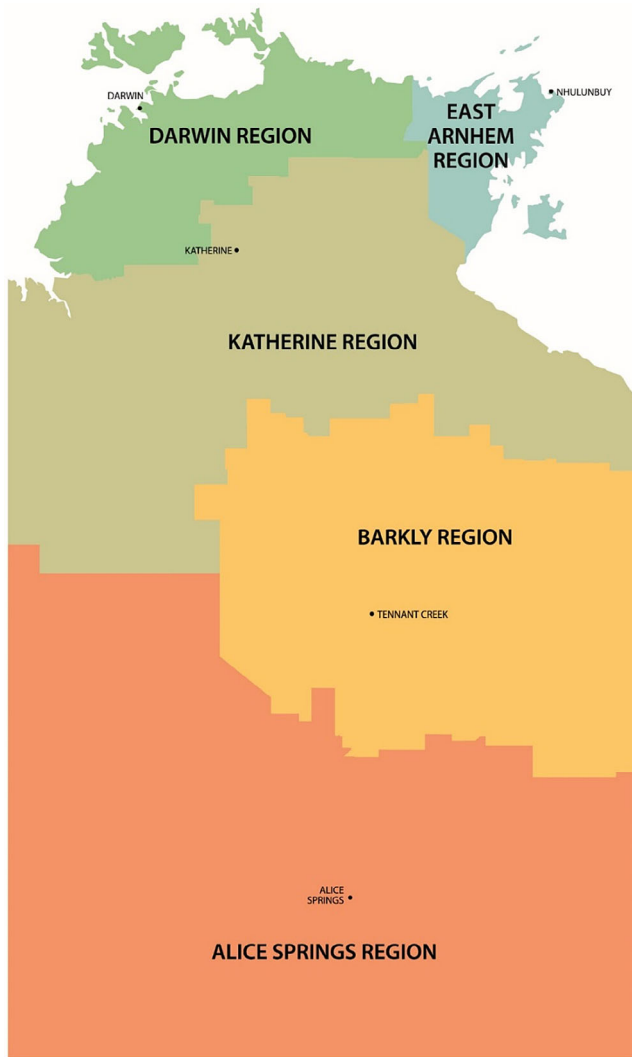 DARWIN
NHULUNBUY
DARWIN REGION
EAST
ARNHEM
REGION
KATHERINE
KATHERINE REGION
BARKLY REGION
TENNANT CREEK
ALICE
SPRINGS
ALICE SPRINGS REGION